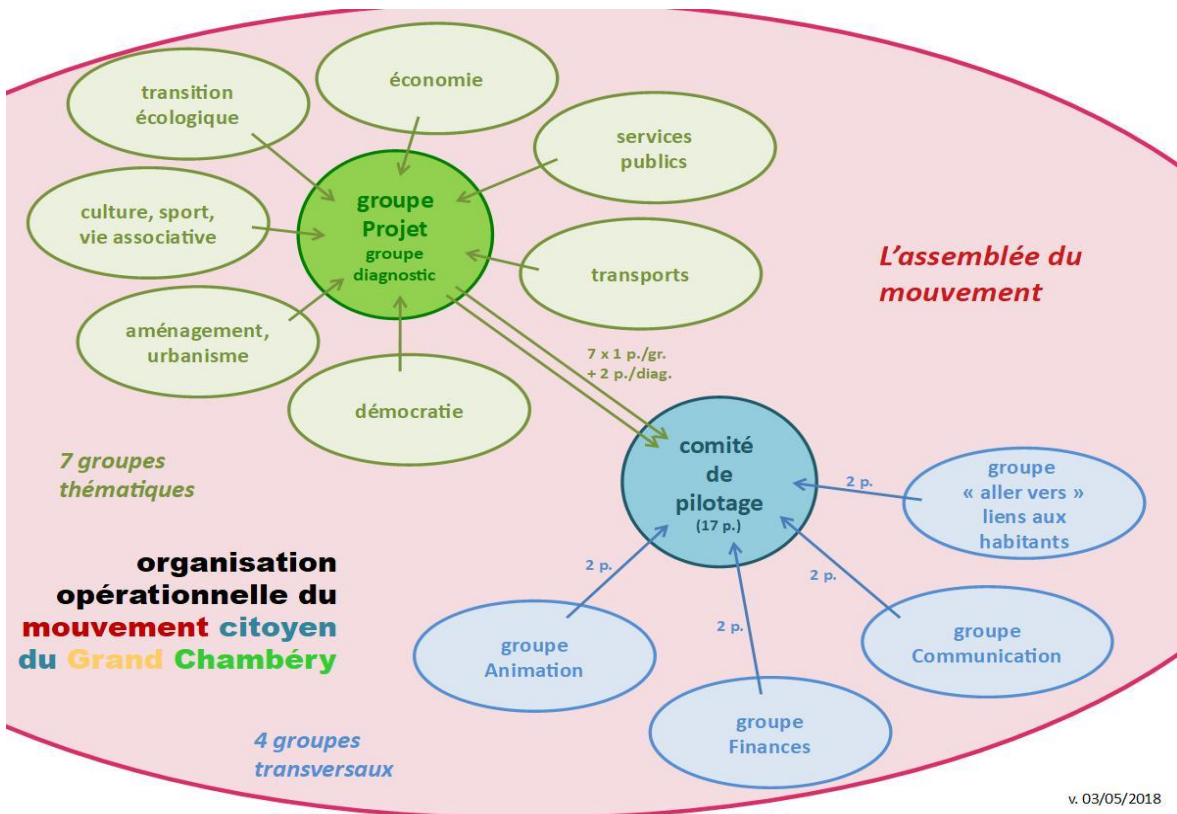 transition
écologique
économie
services
publics
culture, sport,
vie associative
groupe
Projet
groupe
diagnostic
transports
L'assemblée du
mouvement
aménagement,
urbanisme
démocratie
7 x 1 p./gr.
+ 2 p./diag.
7 groupes
thématiques
comité
de
pilotage
(17 p.)
2 p.
groupe
« aller vers »
liens aux
habitants
organisation
opérationnelle du
mouvement citoyen
du Grand Chambéry
2 p.
2 p.
2 p.
groupe
Animation
groupe
Communication
groupe
Finances
4 groupes
transversaux
v. 03/05/2018